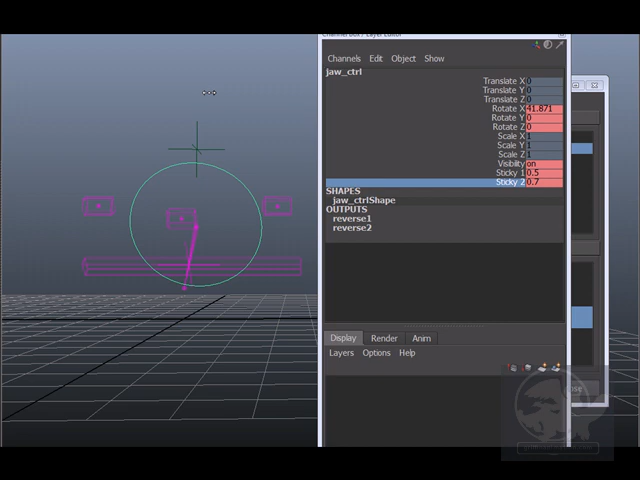 Channel Box / Layer Editor
Channels Edit Object Show
jaw_ctrl
Translate X 0
Translate Y 0
Translate Z 0
Rotate X 41.871
Rotate Y 0
Rotate Z 0
Scale X 1
Scale Y 1
Scale Z 1
Visibility on
Sticky 1 0.5
Sticky 2 0.7
SHAPES
jaw_ctrlShape
OUTPUTS
reverse1
reverse2
Display Render Anim
Layers Options Help